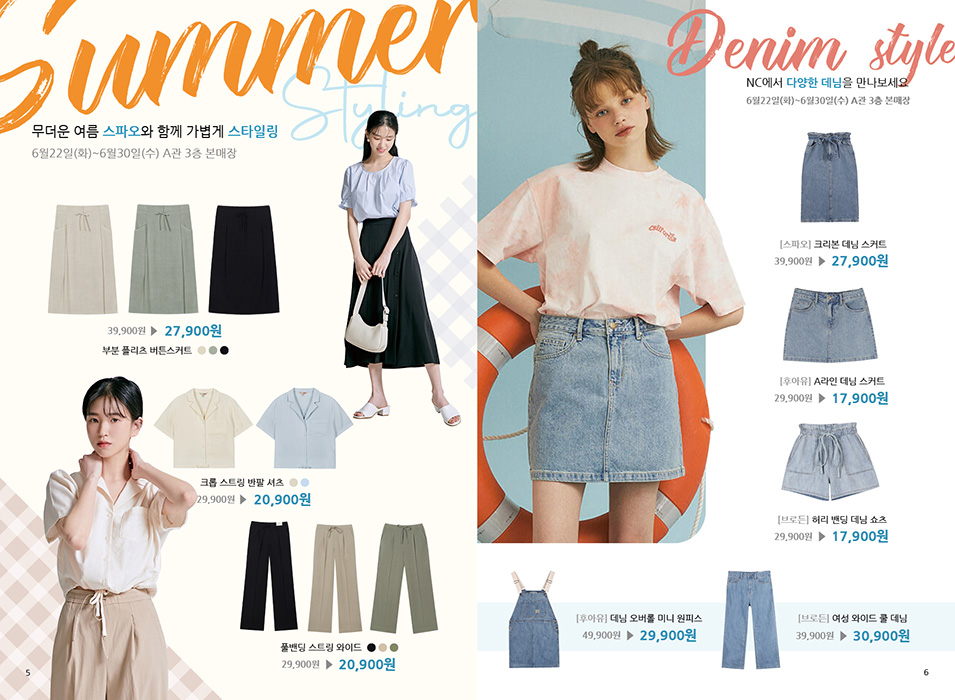 Summer
Styling
무더운 여름 스파오와 함께 가볍게 스타일링
6월22일(화)~6월30일(수) A관 3층 본매장
39,900원 ▶ 27,900원
부분 플리츠 버튼스커트
크롭 스트링 반팔 셔츠
29,900원 ▶ 20,900원
풀밴딩 스트링 와이드
29,900원 ▶ 20,900원
5
Denim style
NC에서 다양한 데님을 만나보세요
6월22일(화)~6월30일(수) A관 3층 본매장
california
[스파오] 크리본 데님 스커트
39,900원 ▶ 27,900원
[후아유] A라인 데님 스커트
29,900원 ▶ 17,900원
[브로든] 허리 밴딩 데님 쇼츠
29,900원 ▶ 17,900원
[후아유] 데님 오버롤 미니 원피스
49,900원 ▶ 29,900원
[브로든] 여성 와이드 쿨 데님
39,900원 ▶ 30,900원
6